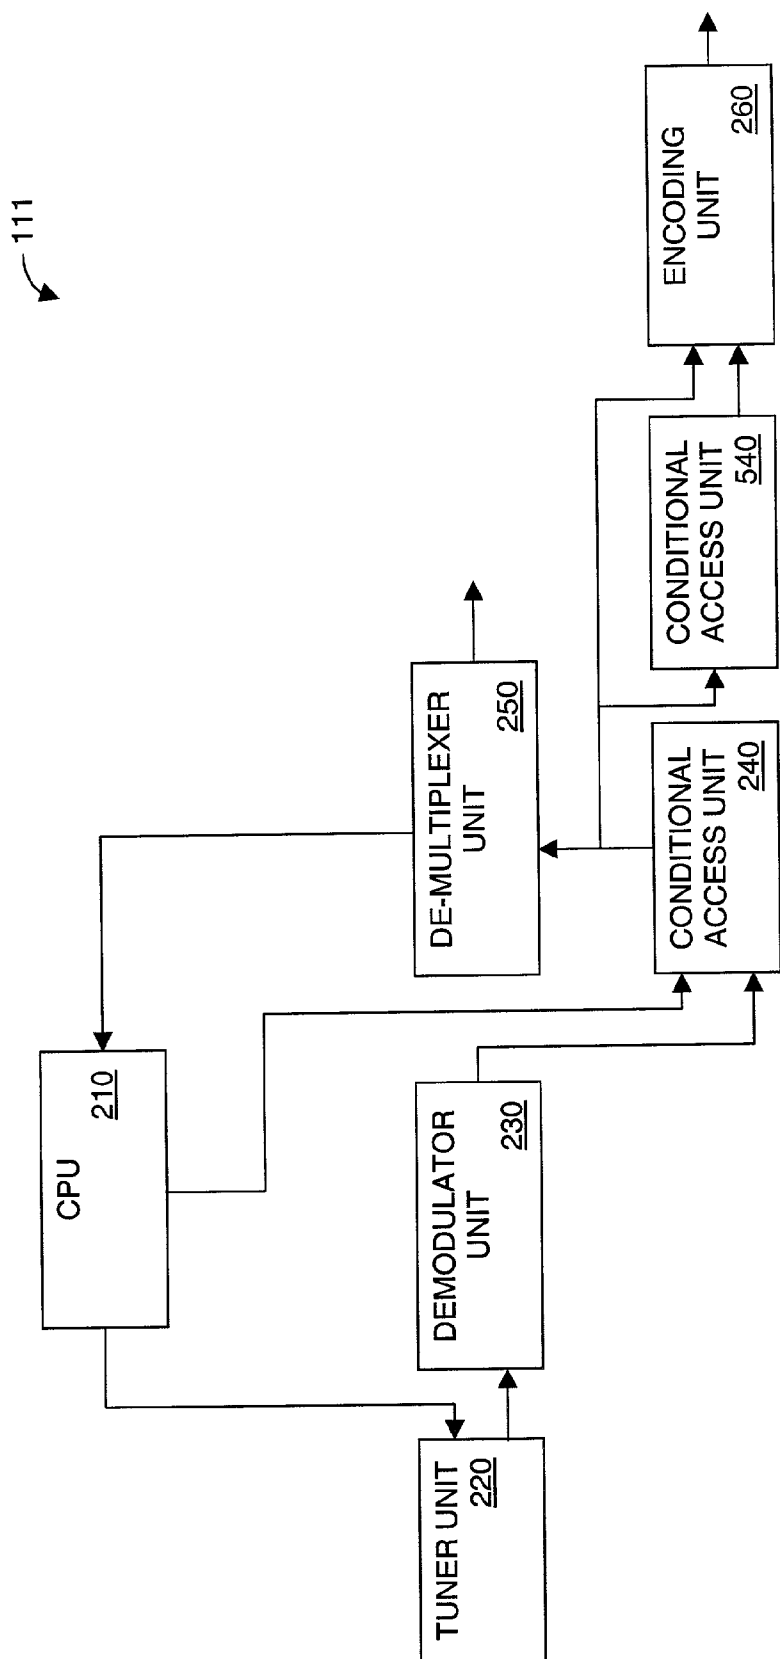 111
CPU
210
TUNER UNIT
220
DEMODULATOR
UNIT
230
DE-MULTIPLEXER
UNIT
250
CONDITIONAL
ACCESS UNIT
240
CONDITIONAL
ACCESS UNIT
540
ENCODING
UNIT
260